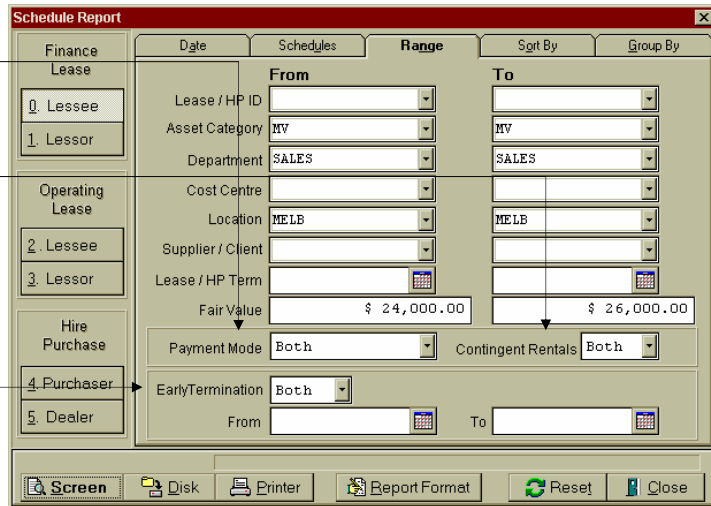 Schedule Report
Finance
Lease
0. Lessee
1. Lessor
Operating
Lease
2. Lessee
3. Lessor
Hire
Purchase
4. Purchaser
5. Dealer
Date Schedules Range Sort By Group By
From To
Lease / HP ID
Asset Category MV MV
Department SALES SALES
Cost Centre
Location MELB MELB
Supplier / Client
Lease / HP Term
Fair Value $ 24,000.00 $ 26,000.00
Payment Mode Both Contingent Rentals Both
EarlyTermination Both
From To
Screen Disk Printer Report Format Reset Close